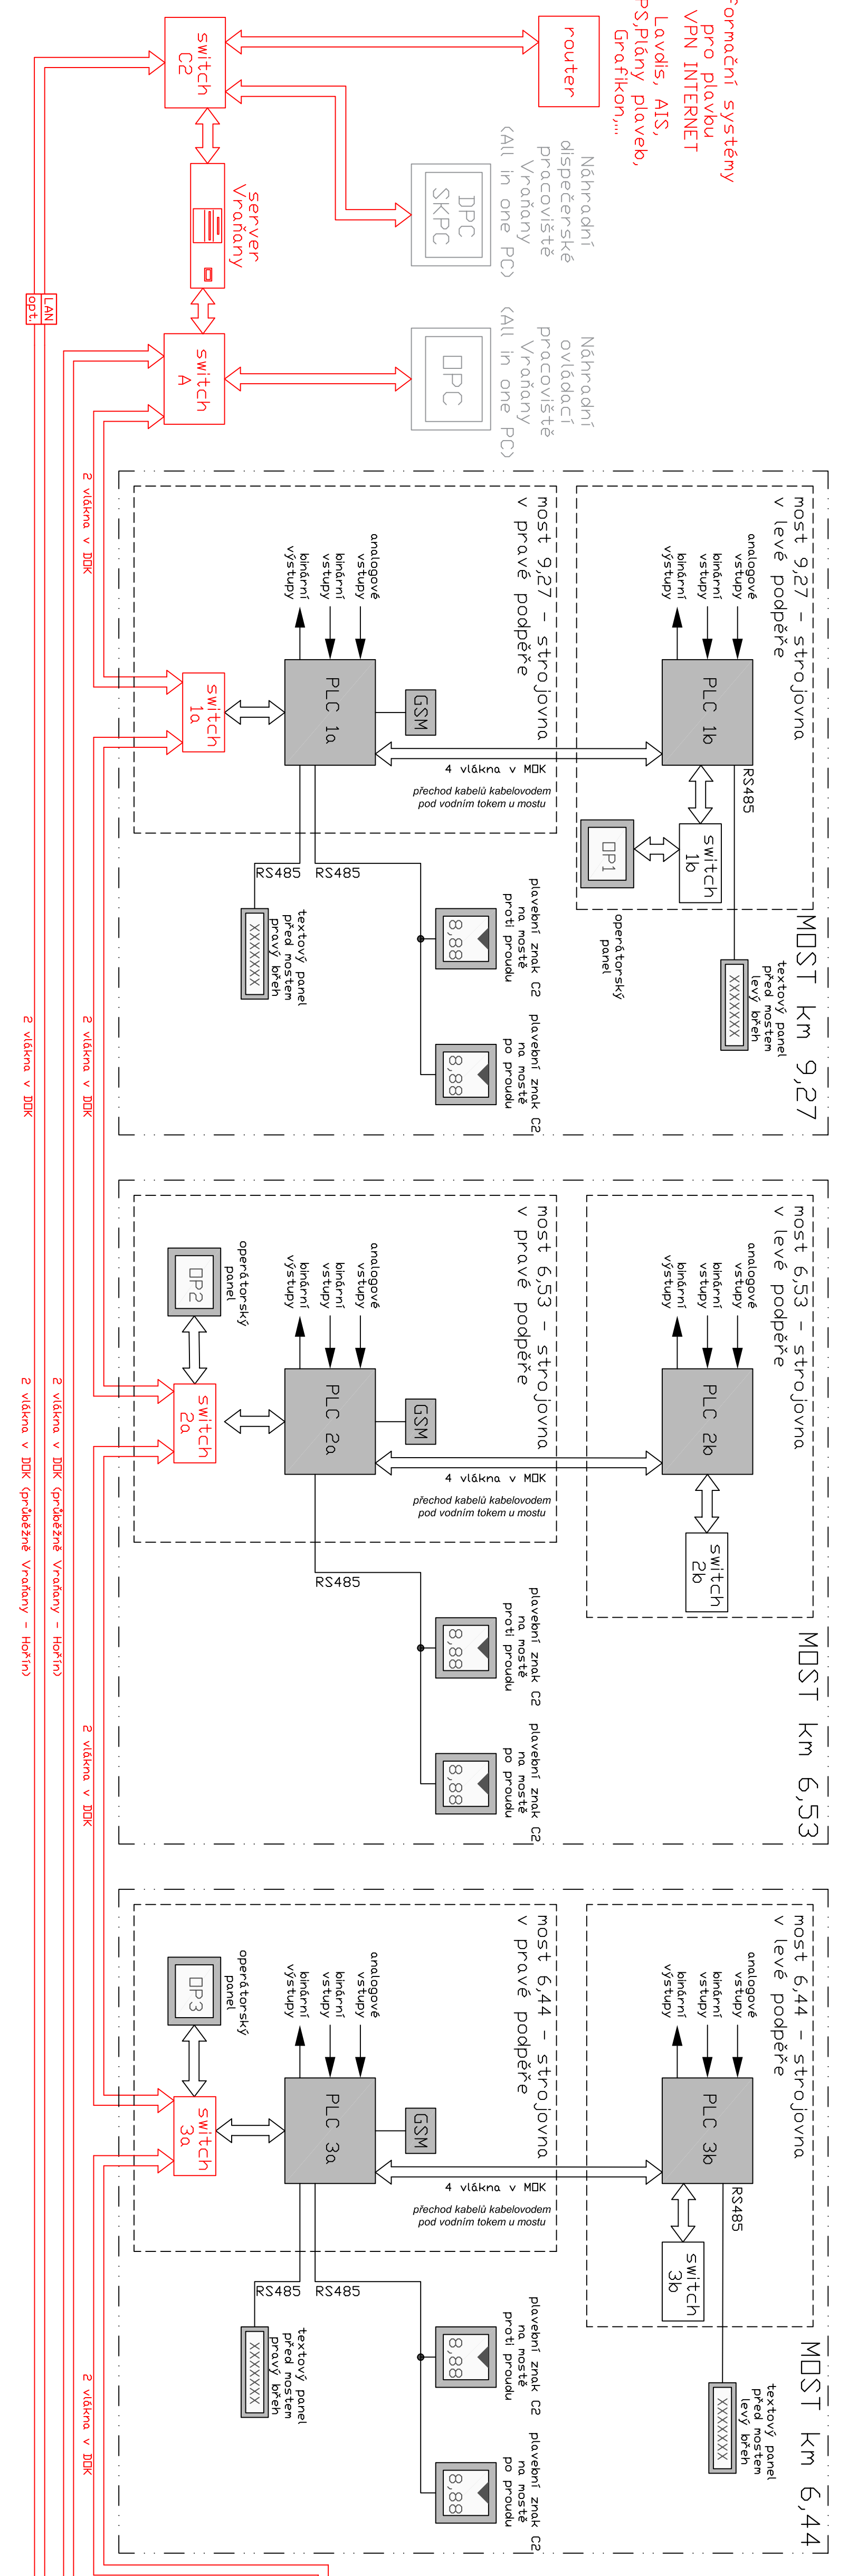 formační systémy
pro plavbu
VPN INTERNET
Lavdis, AIS,
PS,Plány plaveb,
Grafikon,...
router
switch
C2
Náhradní
dispečerské
pracoviště
Vraňany
(All in one PC)
DPC
SKPC
server
Vraňany
Náhradní
ovládací
pracoviště
Vraňany
(All in one PC)
OPC
switch
A
LAN
opt.
2 vlákna v DOK
MOST km 9,27
most 9,27 - strojovna
v levé podpěře
analogové
vstupy
binární
vstupy
binární
výstupy
PLC 1b
RS485
switch
1b
OP1
operátorský
panel
textový panel
před mostem
levý břeh
XXXXXXX
most 9,27 - strojovna
v pravé podpěře
analogové
vstupy
binární
vstupy
binární
výstupy
PLC 1a
GSM
4 vlákna v MOK
přechod kabelů kabelovodem
pod vodním tokem u mostu
switch
1a
RS485
RS485
plavební znak C2
na mostě
proti proudu
8,88
plavební znak C2
na mostě
po proudu
8,88
textový panel
před mostem
pravý břeh
XXXXXXX
2 vlákna v DOK
2 vlákna v DOK
MOST km 6,53
most 6,53 - strojovna
v levé podpěře
analogové
vstupy
binární
vstupy
binární
výstupy
PLC 2b
switch
2b
most 6,53 - strojovna
v pravé podpěře
analogové
vstupy
binární
vstupy
binární
výstupy
PLC 2a
GSM
4 vlákna v MOK
přechod kabelů kabelovodem
pod vodním tokem u mostu
operátorský
panel
OP2
switch
2a
RS485
plavební znak C2
na mostě
proti proudu
8,88
plavební znak C2
na mostě
po proudu
8,88
2 vlákna v DOK (průběžně Vraňany - Hořín)
2 vlákna v DOK (průběžně Vraňany - Hořín)
2 vlákna v DOK
MOST km 6,44
most 6,44 - strojovna
v levé podpěře
analogové
vstupy
binární
vstupy
binární
výstupy
PLC 3b
RS485
switch
3b
textový panel
před mostem
levý břeh
XXXXXXX
most 6,44 - strojovna
v pravé podpěře
analogové
vstupy
binární
vstupy
binární
výstupy
PLC 3a
GSM
4 vlákna v MOK
přechod kabelů kabelovodem
pod vodním tokem u mostu
operátorský
panel
OP3
switch
3a
RS485
RS485
plavební znak C2
na mostě
proti proudu
8,88
plavební znak C2
na mostě
po proudu
8,88
textový panel
před mostem
pravý břeh
XXXXXXX
2 vlákna v DOK